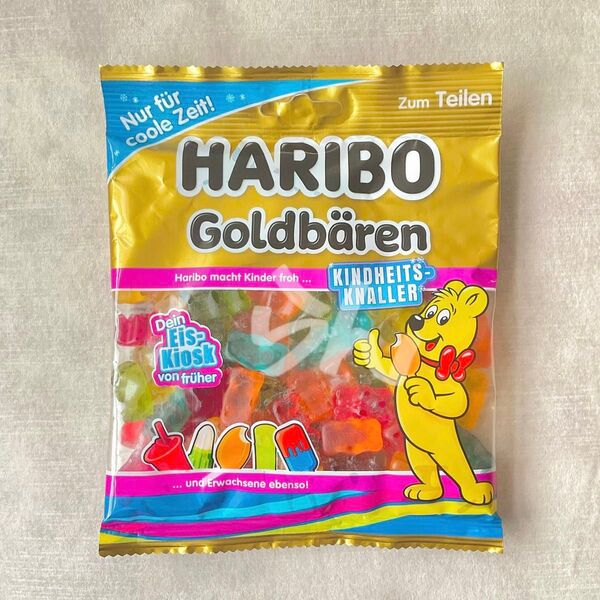 Nur für
coole Zeit!
Zum Teilen
HARIBO
Goldbären
Haribo macht Kinder froh ...
KINDHEITS-
KNALLER
Dein
Eis-
Kiosk
von früher
... und Erwachsene ebenso!